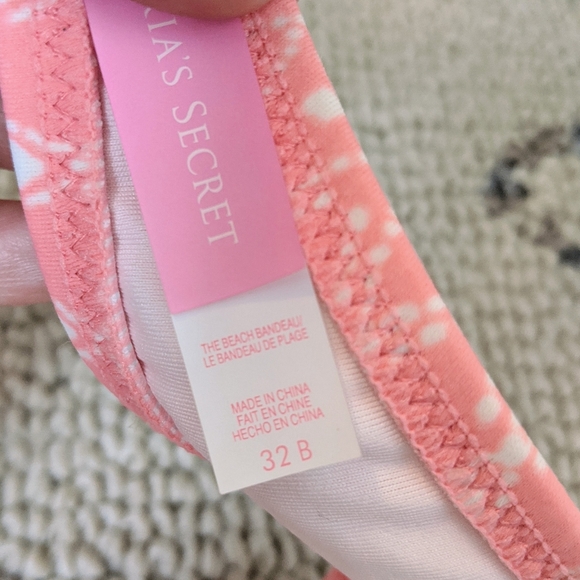 IA'S SECRET
THE BEACH BANDEAU/
LE BANDEAU DE PLAGE
MADE IN CHINA
FAIT EN CHINE
HECHO EN CHINA
32 B